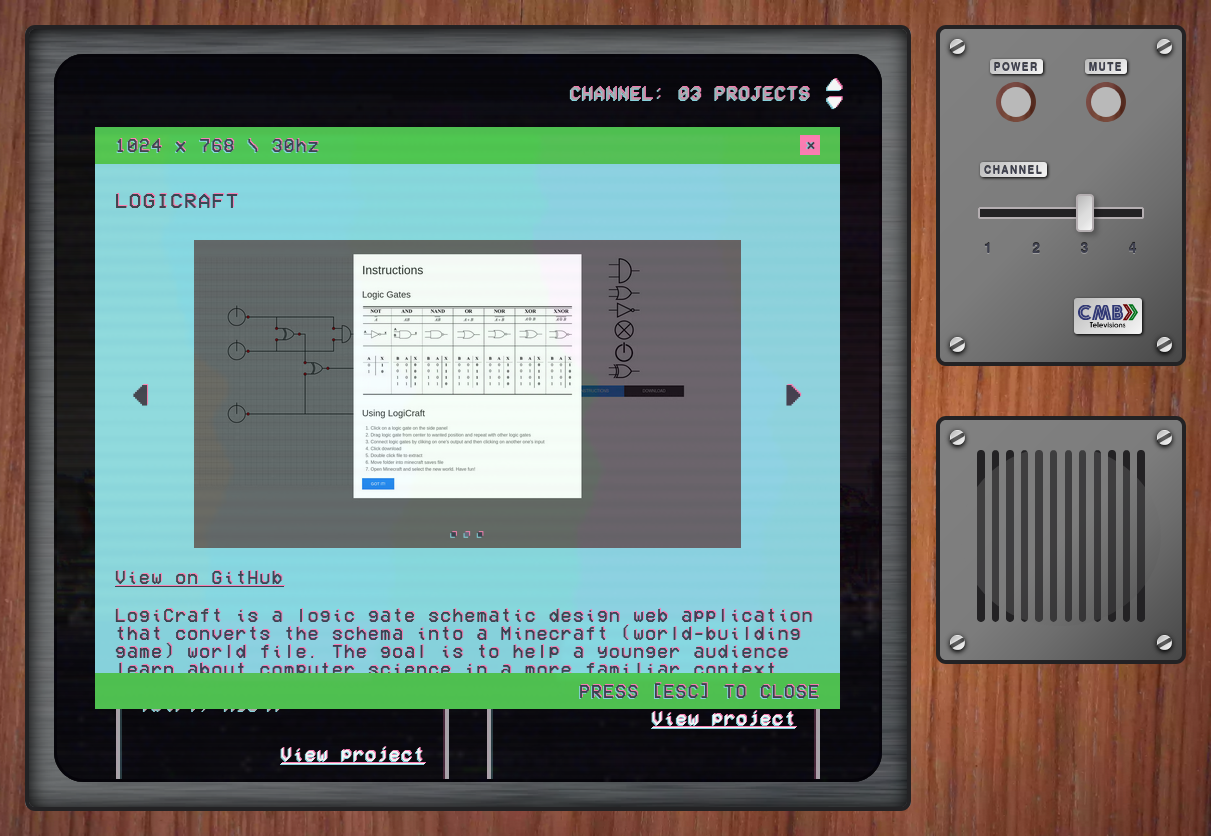 CHANNEL: 03 PROJECTS
1024 x 768 \ 30hz
x
LOGICRAFT
Instructions
Logic Gates
NOT AND NAND OR NOR XOR XNOR
A X B A X B A X B A X B A X B A X B A X
Using LogiCraft
1. Click on a logic gate on the side panel
2. Drag logic gate from center to wanted position and repeat with other logic gates
3. Connect logic gates by cliking on one's output and then clicking on another one's input
4. Click download
5. Double click file to extract
6. Move folder into minecraft saves file
7. Open Minecraft and select the new world. Have fun!
GOT IT!
DOWNLOAD
View on GitHub
LogiCraft is a logic gate schematic design web application
that converts the schema into a Minecraft (world-building
game) world file. The goal is to help a younger audience
learn about computer science in a more familiar context
PRESS [ESC] TO CLOSE
View project
View project
POWER MUTE
CHANNEL
1 2 3 4
CMB
Televisions